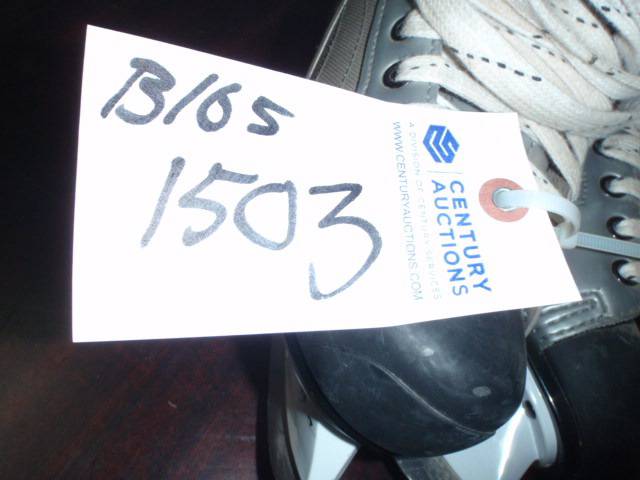 B165
1503
CENTURY
AUCTIONS
A DIVISION OF CENTURY SERVICES
WWW.CENTURYAUCTIONS.COM